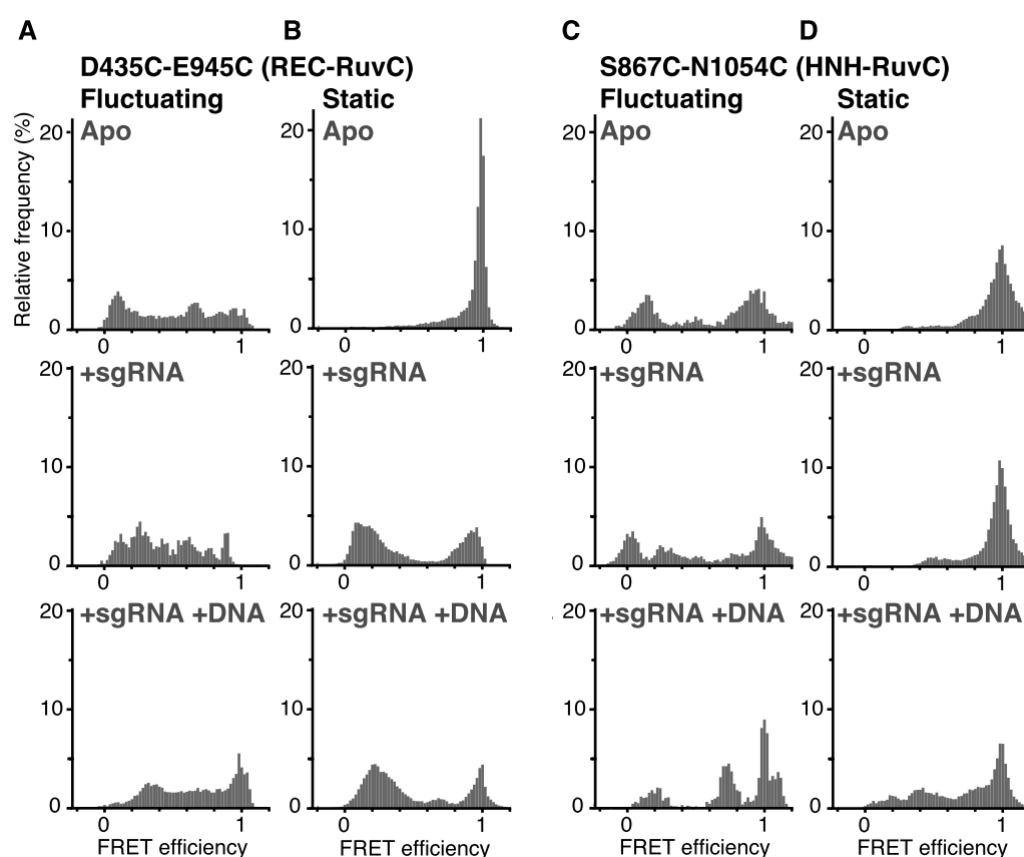 A B C D
D435C-E945C (REC-RuvC) S867C-N1054C (HNH-RuvC)
Fluctuating Static Fluctuating Static
Relative frequency (%)
20 Apo 20 Apo 20 Apo 20 Apo
10 10 10 10
0 0 0 0
0 1 0 1 0 1 0 1
20 +sgRNA 20 +sgRNA 20 +sgRNA 20 +sgRNA
10 10 10 10
0 0 0 0
0 1 0 1 0 1 0 1
20 +sgRNA +DNA 20 +sgRNA +DNA 20 +sgRNA +DNA 20 +sgRNA +DNA
10 10 10 10
0 0 0 0
0 1 0 1 0 1 0 1
FRET efficiency FRET efficiency FRET efficiency FRET efficiency